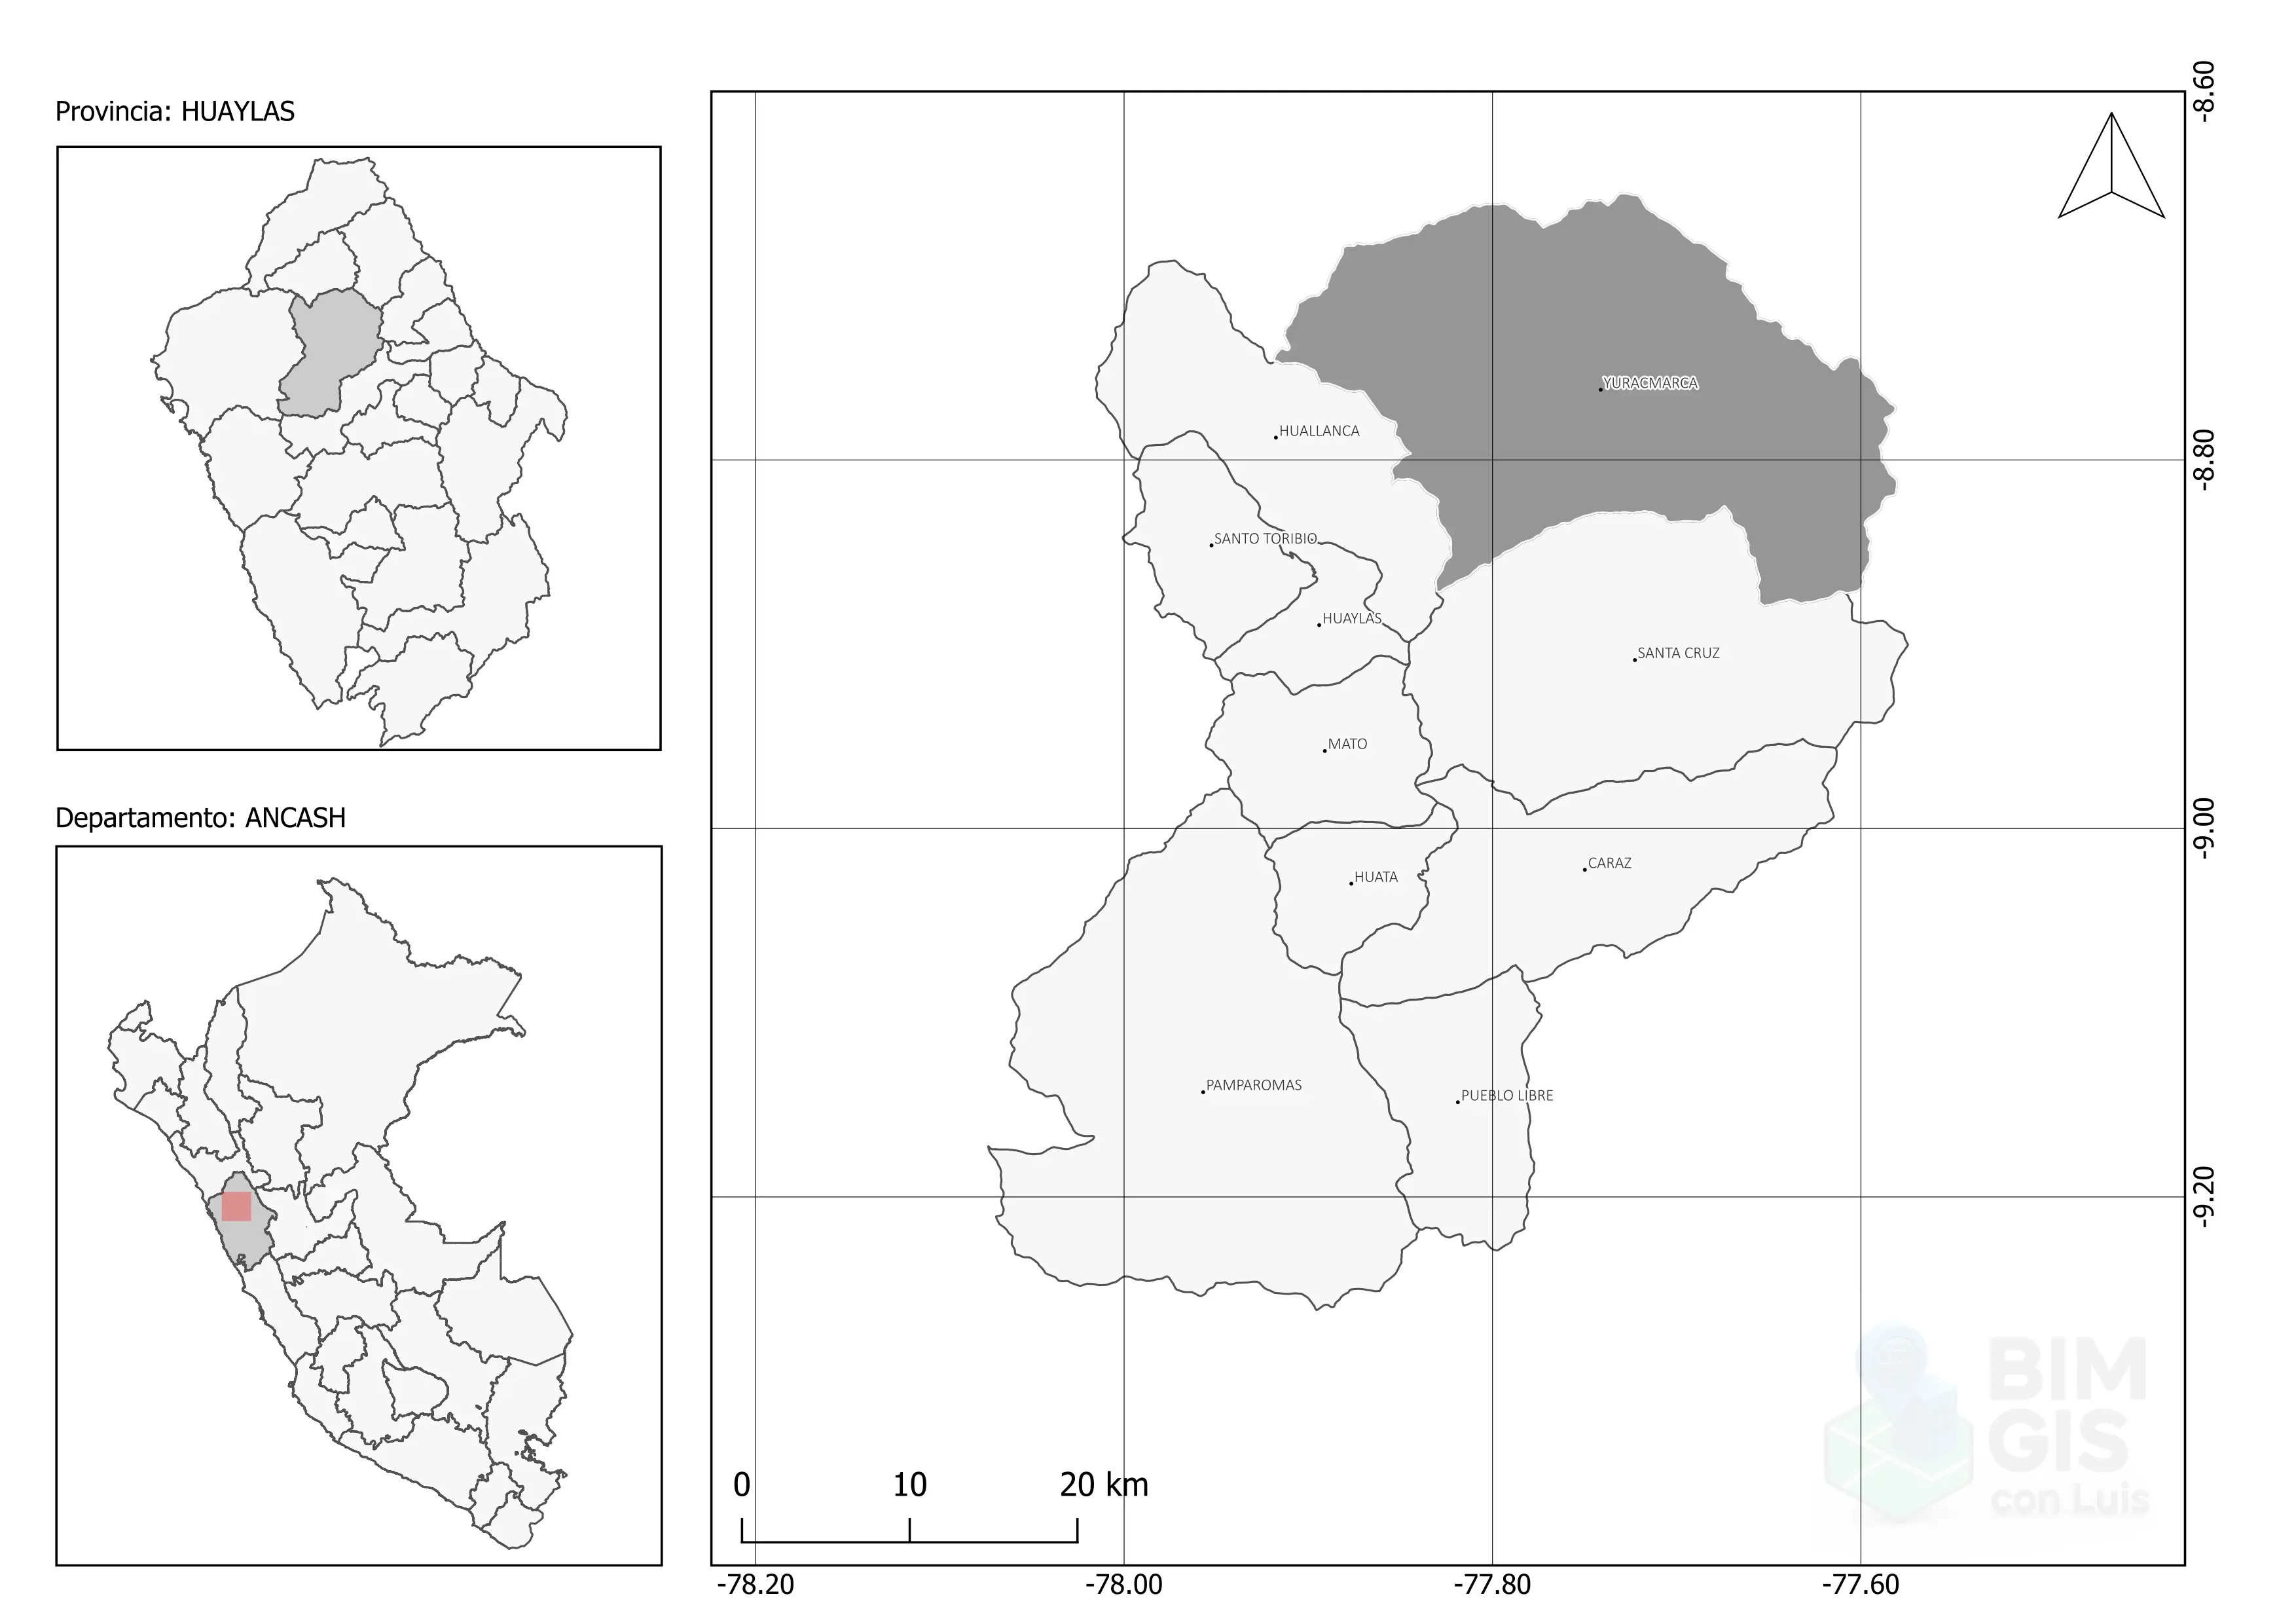 Provincia: HUAYLAS
Departamento: ANCASH
YURACMARCA
HUALLANCA
SANTO TORIBIO
HUAYLAS
SANTA CRUZ
MATO
CARAZ
HUATA
PAMPAROMAS
PUEBLO LIBRE
0 10 20 km
-78.20 -78.00 -77.80 -77.60
-8.60
-8.80
-9.00
-9.20
BIM
GIS
con Luis